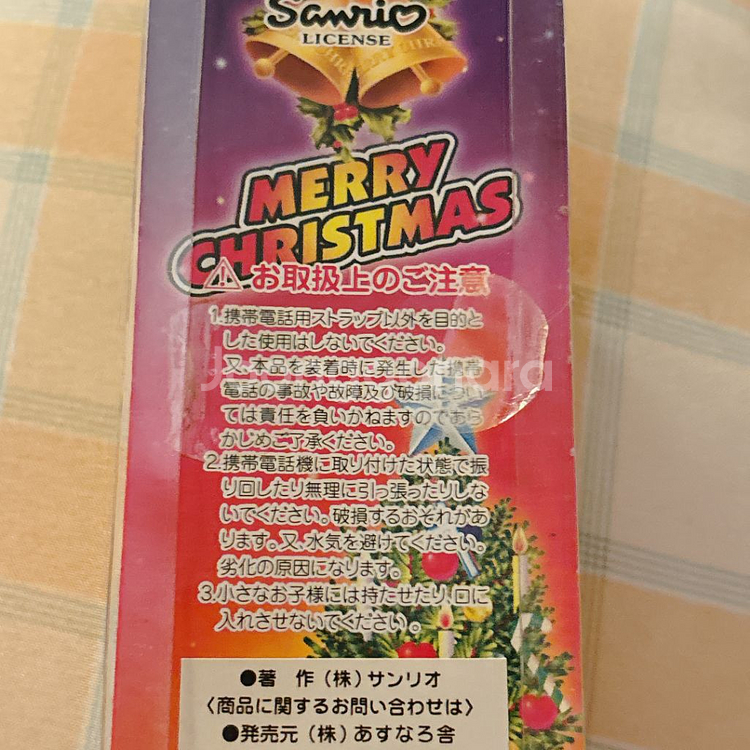 Sanrio
LICENSE
MERRY
CHRISTMAS
⚠お取扱上のご注意
1.携帯電話用ストラップ以外を目的と
した使用はしないでください。
又、本品を装着時に発生した携帯
電話の事故や故障及び破損につい
ては責任を負いかねますのであら
かじめご了承ください。
2.携帯電話機に取り付けた状態で振
り回したり無理に引っ張ったりしな
いでください。破損するおそれがあ
ります。又、水気を避けてください。
劣化の原因になります。
3.小さなお子様には持たせたり、口に
入れさせないでください。
●著 作(株)サンリオ
〈商品に関するお問い合わせは〉
●発売元(株)あすなろ舎